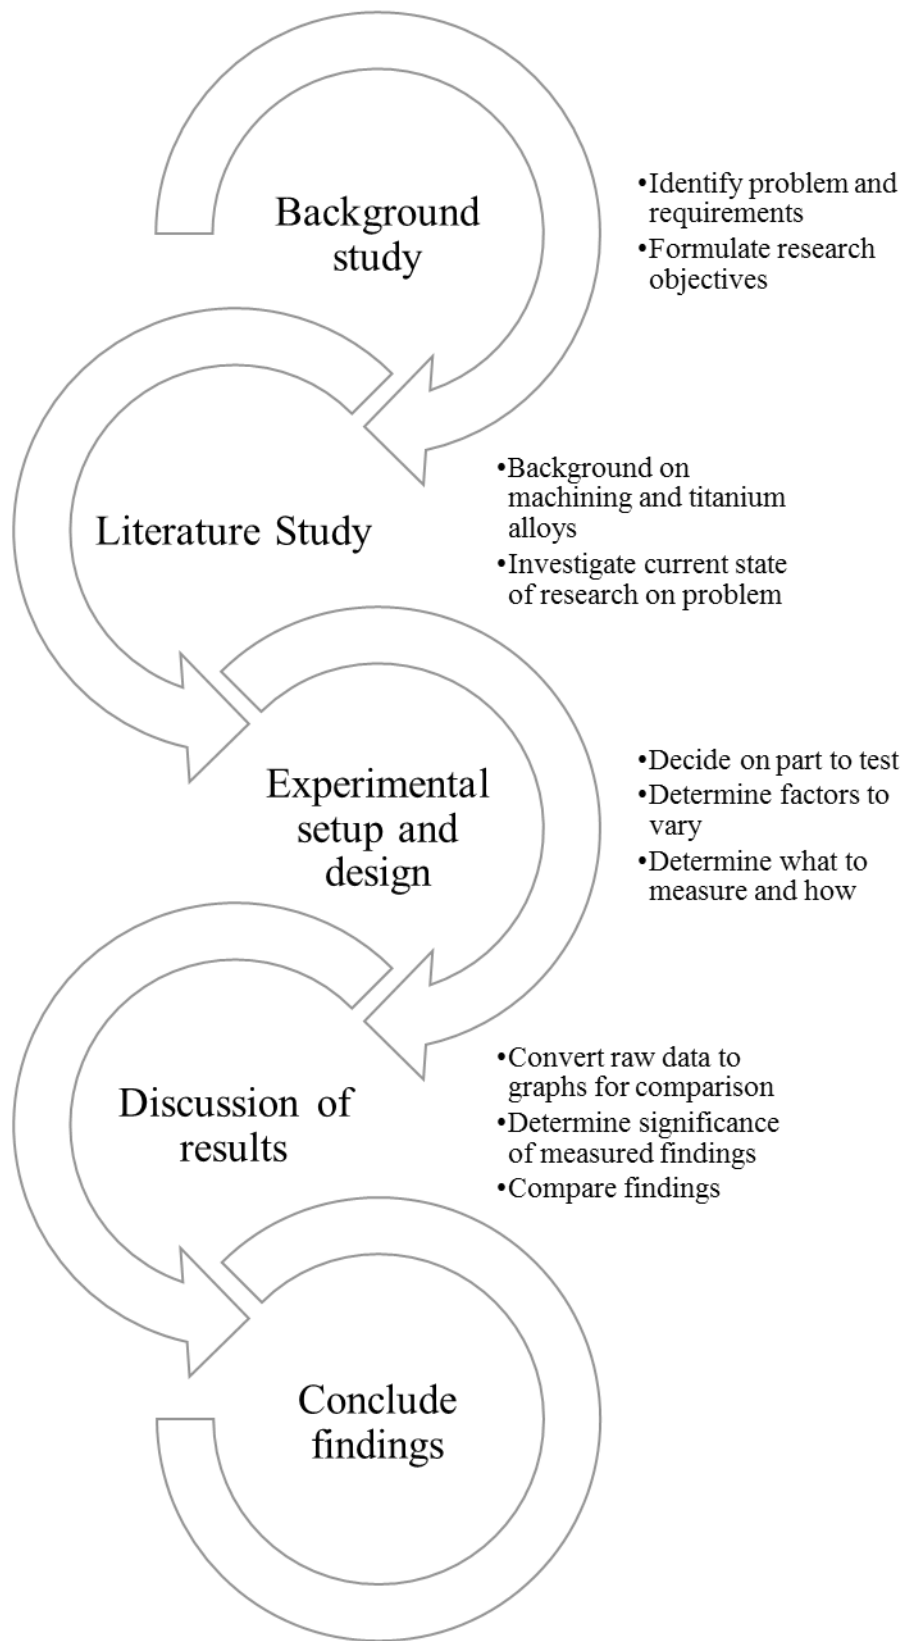 Background
study
•Identify problem and
requirements
•Formulate research
objectives
Literature Study
•Background on
machining and titanium
alloys
•Investigate current state
of research on problem
Experimental
setup and
design
•Decide on part to test
•Determine factors to
vary
•Determine what to
measure and how
Discussion of
results
•Convert raw data to
graphs for comparison
•Determine significance
of measured findings
•Compare findings
Conclude
findings